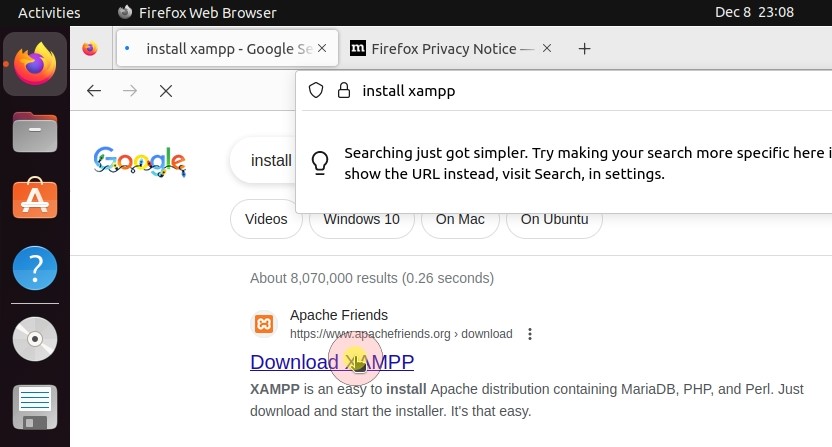 Activities
Firefox Web Browser
Dec 8 23:08
install xampp - Google Se
Firefox Privacy Notice —
install xampp
Searching just got simpler. Try making your search more specific here i
show the URL instead, visit Search, in settings.
Google
install
Videos
Windows 10
On Mac
On Ubuntu
About 8,070,000 results (0.26 seconds)
Apache Friends
https://www.apachefriends.org › download
Download XAMPP
XAMPP is an easy to install Apache distribution containing MariaDB, PHP, and Perl. Just
download and start the installer. It's that easy.